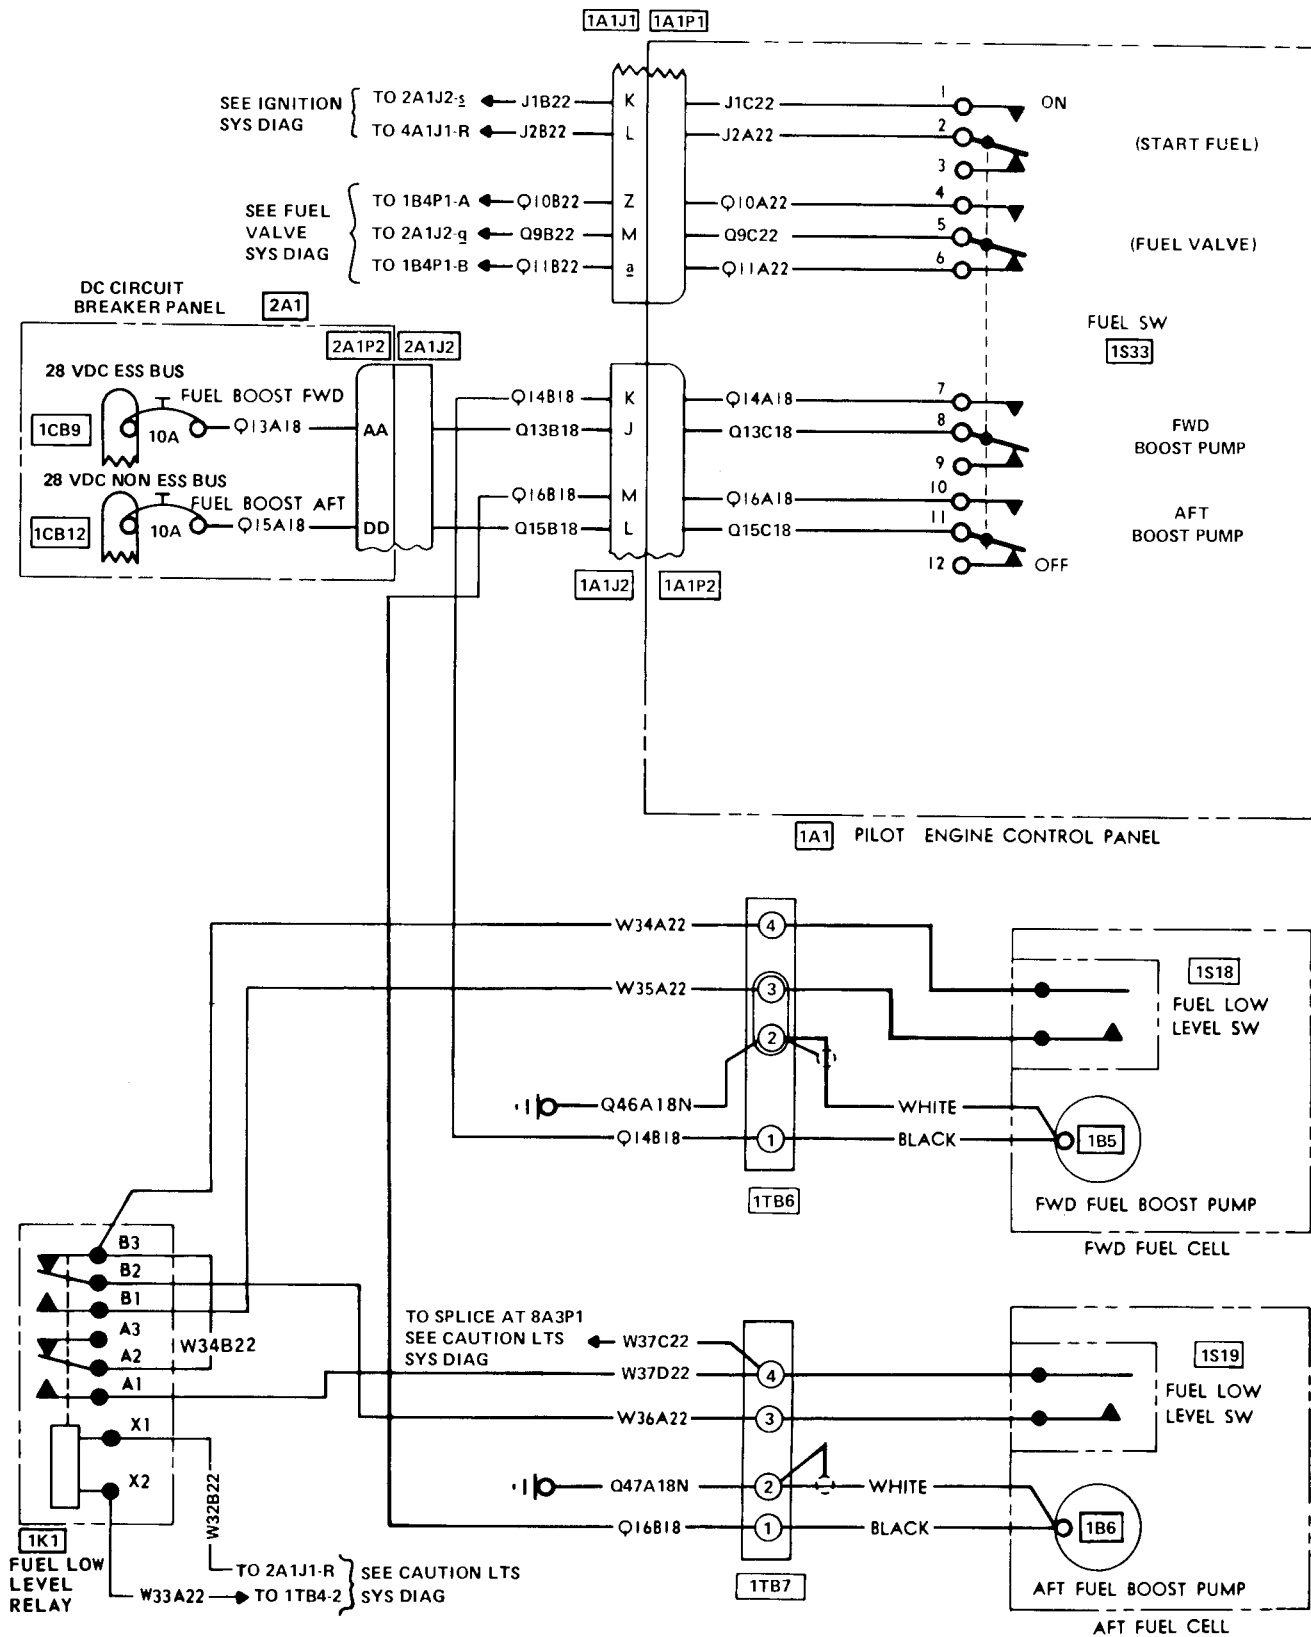 1A1J1 1A1P1
SEE IGNITION
SYS DIAG
TO 2A1J2-s
J1B22
K
J1C22
1
ON
TO 4A1J1-R
J2B22
L
J2A22
2
3
(START FUEL)
SEE FUEL
VALVE
SYS DIAG
TO 1B4P1-A
Q10B22
Z
Q10A22
4
TO 2A1J2-q
Q9B22
M
Q9C22
5
(FUEL VALVE)
TO 1B4P1-B
Q11B22
a
Q11A22
6
DC CIRCUIT
BREAKER PANEL
2A1
FUEL SW
1S33
2A1P2 2A1J2
28 VDC ESS BUS
FUEL BOOST FWD
1CB9
10A
Q13A18
AA
Q14B18
K
Q14A18
7
Q13B18
J
Q13C18
8
9
FWD
BOOST PUMP
28 VDC NON ESS BUS
FUEL BOOST AFT
1CB12
10A
Q15A18
DD
Q16B18
M
Q16A18
10
Q15B18
L
Q15C18
11
12
OFF
AFT
BOOST PUMP
1A1J2 1A1P2
1A1 PILOT ENGINE CONTROL PANEL
W34A22
4
W35A22
3
2
1S18
FUEL LOW
LEVEL SW
Q46A18N
WHITE
Q14B18
1
BLACK
1B5
1TB6
FWD FUEL BOOST PUMP
FWD FUEL CELL
B3
B2
B1
A3
A2
A1
X1
X2
W34B22
W32B22
TO SPLICE AT 8A3P1
SEE CAUTION LTS
SYS DIAG
W37C22
W37D22
4
W36A22
3
1S19
FUEL LOW
LEVEL SW
Q47A18N
2
WHITE
Q16B18
1
BLACK
1B6
1TB7
AFT FUEL BOOST PUMP
AFT FUEL CELL
1K1
FUEL LOW
LEVEL
RELAY
TO 2A1J1-R
W33A22
TO 1TB4-2
SEE CAUTION LTS
SYS DIAG